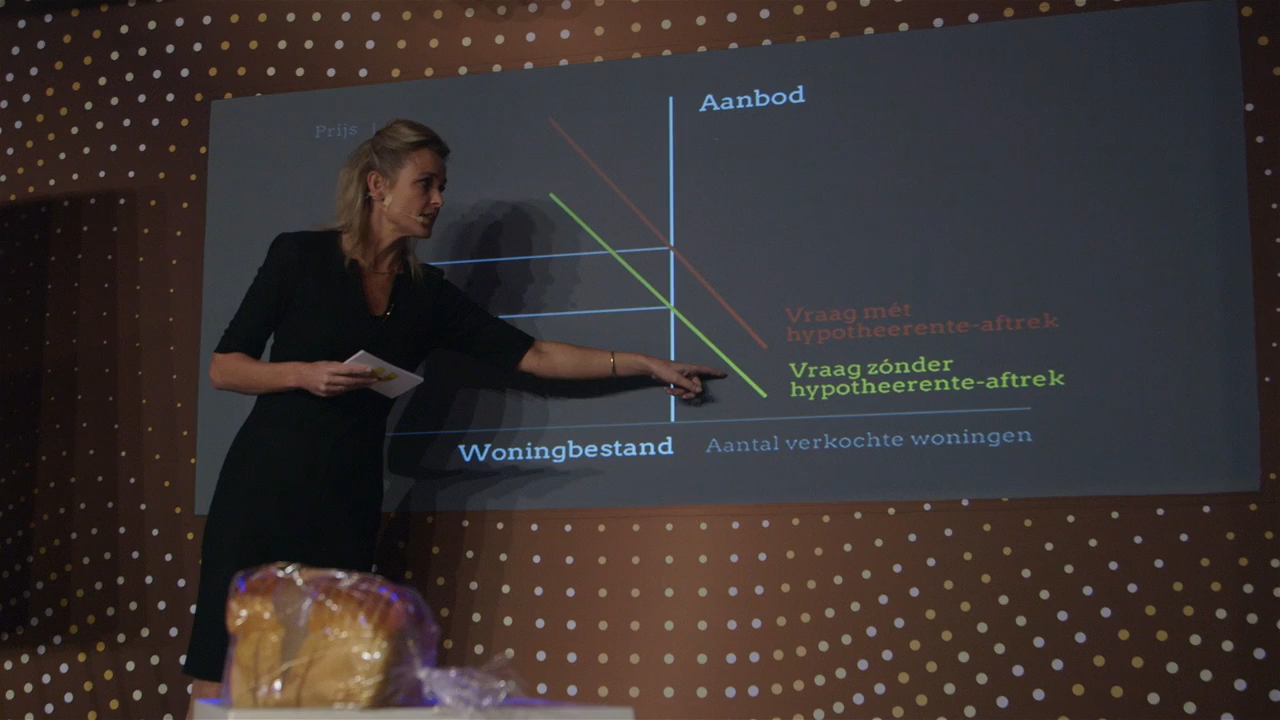 Aanbod
Prijs
Vraag mét
hypotheerente-aftrek
Vraag zónder
hypotheerente-aftrek
Woningbestand
Aantal verkochte woningen